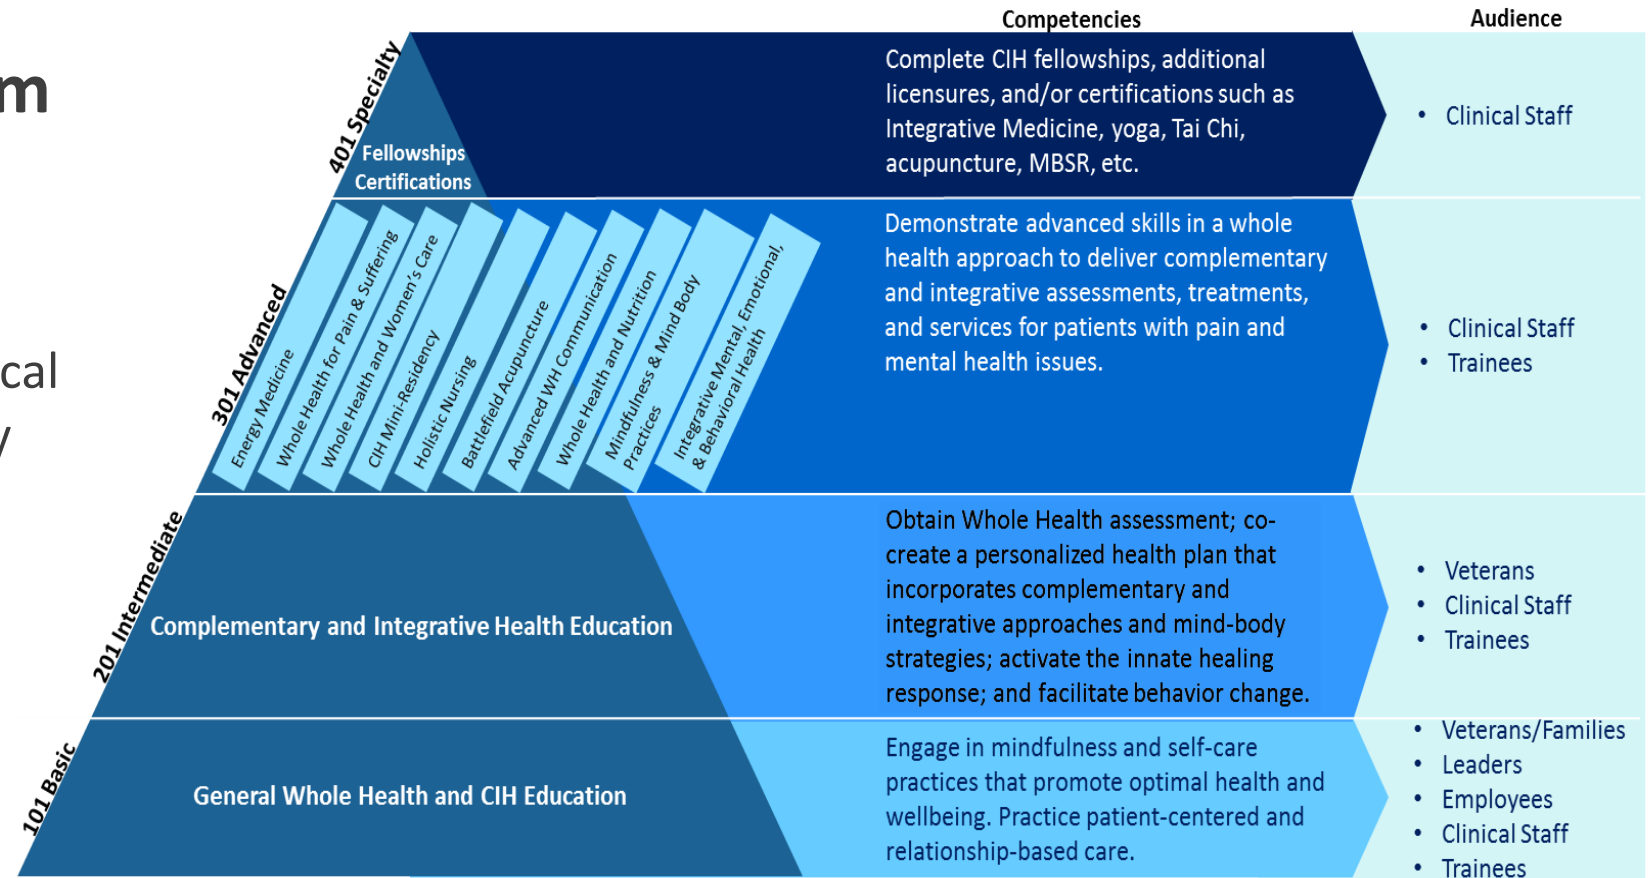 m
cal
y
Competencies
Audience
401 Specialty
Fellowships
Certifications
Complete CIH fellowships, additional
licensures, and/or certifications such as
Integrative Medicine, yoga, Tai Chi,
acupuncture, MBSR, etc.
• Clinical Staff
301 Advanced
Energy Medicine
Whole Health for Pain & Suffering
Whole Health and Women's Care
CIH Mini-Residency
Holistic Nursing
Battlefield Acupuncture
Advanced WH Communication
Whole Health and Nutrition
Mindfulness & Mind Body
Practices
Integrative Mental, Emotional,
& Behavioral Health
Demonstrate advanced skills in a whole
health approach to deliver complementary
and integrative assessments, treatments,
and services for patients with pain and
mental health issues.
• Clinical Staff
• Trainees
201 Intermediate
Complementary and Integrative Health Education
Obtain Whole Health assessment; co-
create a personalized health plan that
incorporates complementary and
integrative approaches and mind-body
strategies; activate the innate healing
response; and facilitate behavior change.
• Veterans
• Clinical Staff
• Trainees
101 Basic
General Whole Health and CIH Education
Engage in mindfulness and self-care
practices that promote optimal health and
wellbeing. Practice patient-centered and
relationship-based care.
• Veterans/Families
• Leaders
• Employees
• Clinical Staff
• Trainees